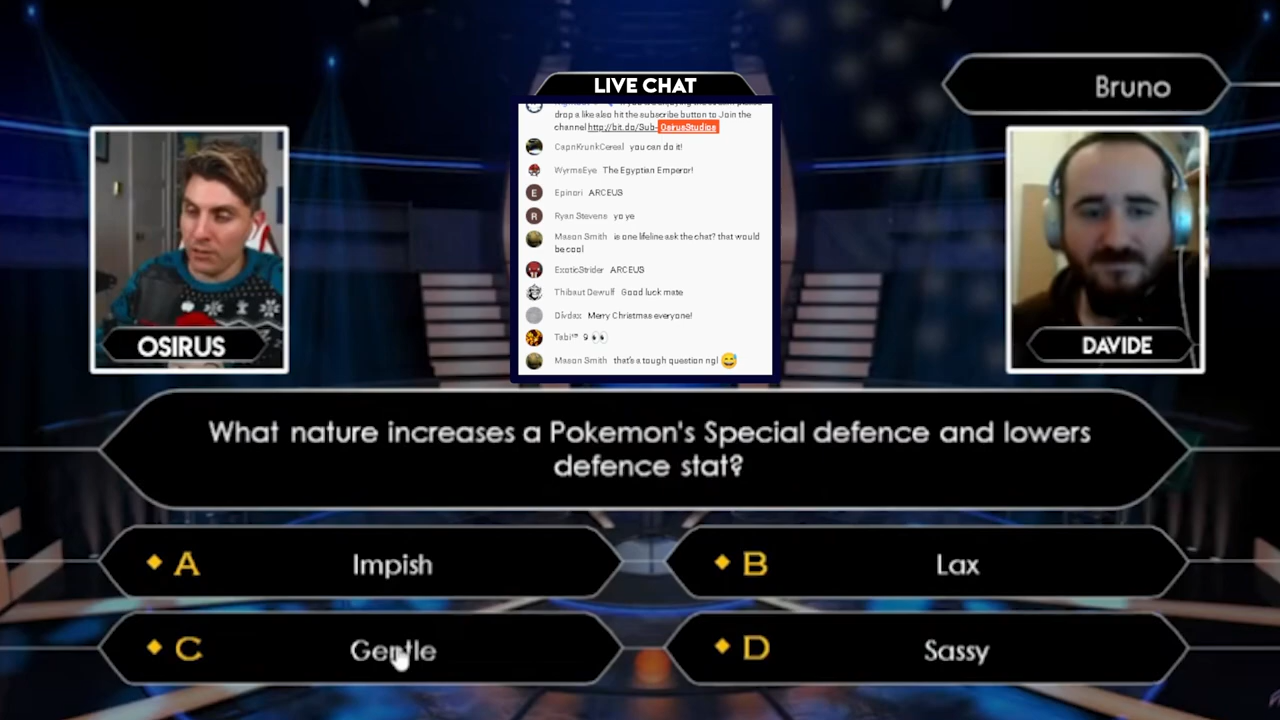 Bruno
LIVE CHAT
drop a like also hit the subscribe button to Join the
channel http://bit.do/Sub-OsirusStudios
CapnKrunkCereal you can do it!
WyrmsEye The Egyptian Emperor!
E Epinori ARCEUS
R Ryan Stevens yo ye
Mason Smith is one lifeline ask the chat? that would
be cool
ExoticStrider ARCEUS
Thibaut Dewulf Good luck mate
Divdax Merry Christmas everyone!
Tabi 9 👀
Mason Smith that's a tough question ngl 😅
OSIRUS
DAVIDE
What nature increases a Pokemon's Special defence and lowers
defence stat?
A Impish
B Lax
C Gentle
D Sassy